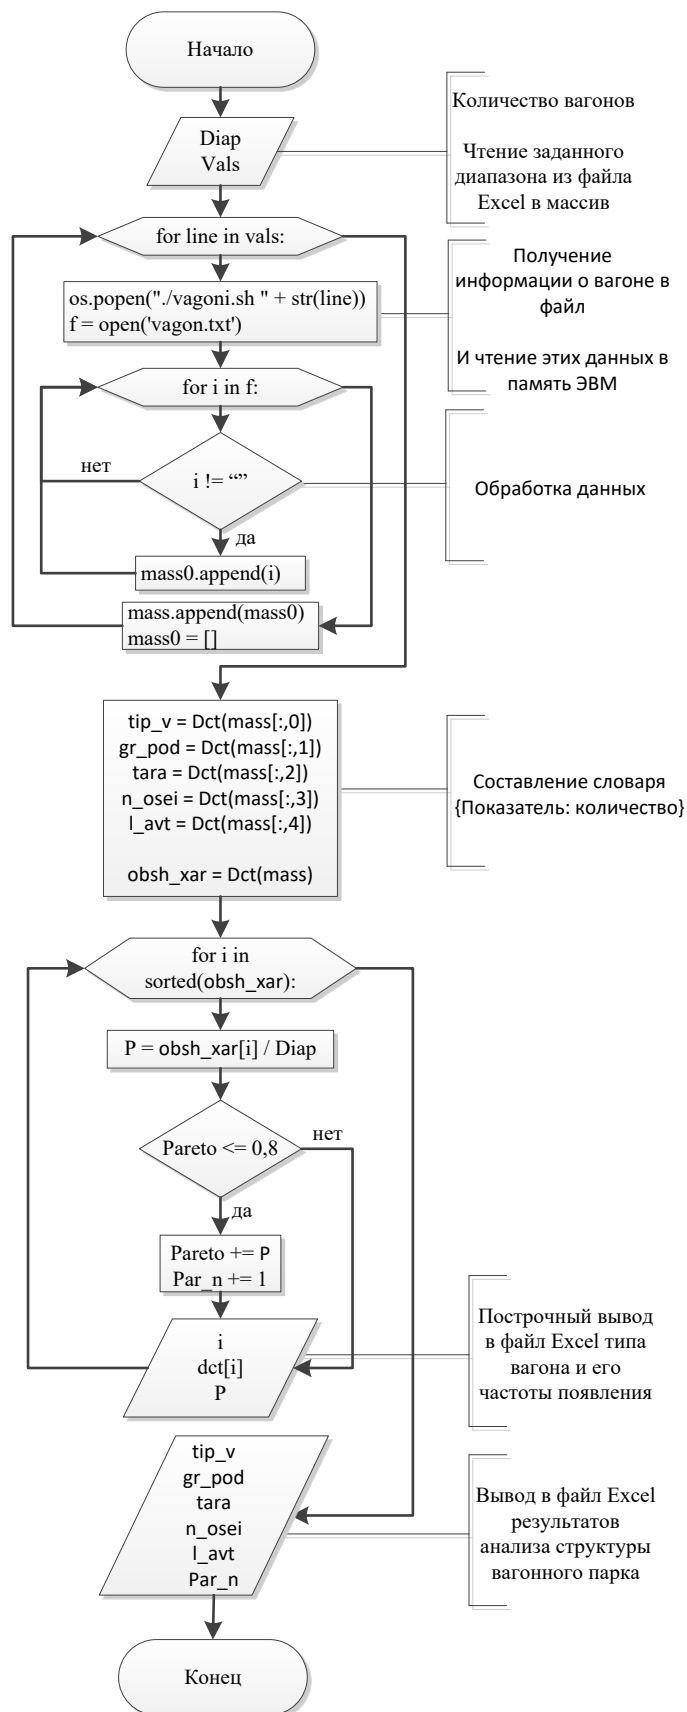 Начало
Diap
Vals
Количество вагонов
Чтение заданного
диапазона из файла
Excel в массив
for line in vals:
os.popen("./vagoni.sh " + str(line))
f = open('vagon.txt')
Получение
информации о вагоне в
файл
И чтение этих данных в
память ЭВМ
for i in f:
нет
i != “”
Обработка данных
да
mass0.append(i)
mass.append(mass0)
mass0 = []
tip_v = Dct(mass[:,0])
gr_pod = Dct(mass[:,1])
tara = Dct(mass[:,2])
n_osei = Dct(mass[:,3])
l_avt = Dct(mass[:,4])
obsh_xar = Dct(mass)
Составление словаря
{Показатель: количество}
for i in
sorted(obsh_xar):
P = obsh_xar[i] / Diap
Pareto <= 0,8
нет
да
Pareto += P
Par_n += 1
i
dct[i]
P
Построчный вывод
в файл Excel типа
вагона и его
частоты появления
tip_v
gr_pod
tara
n_osei
l_avt
Par_n
Вывод в файл Excel
результатов
анализа структуры
вагонного парка
Конец